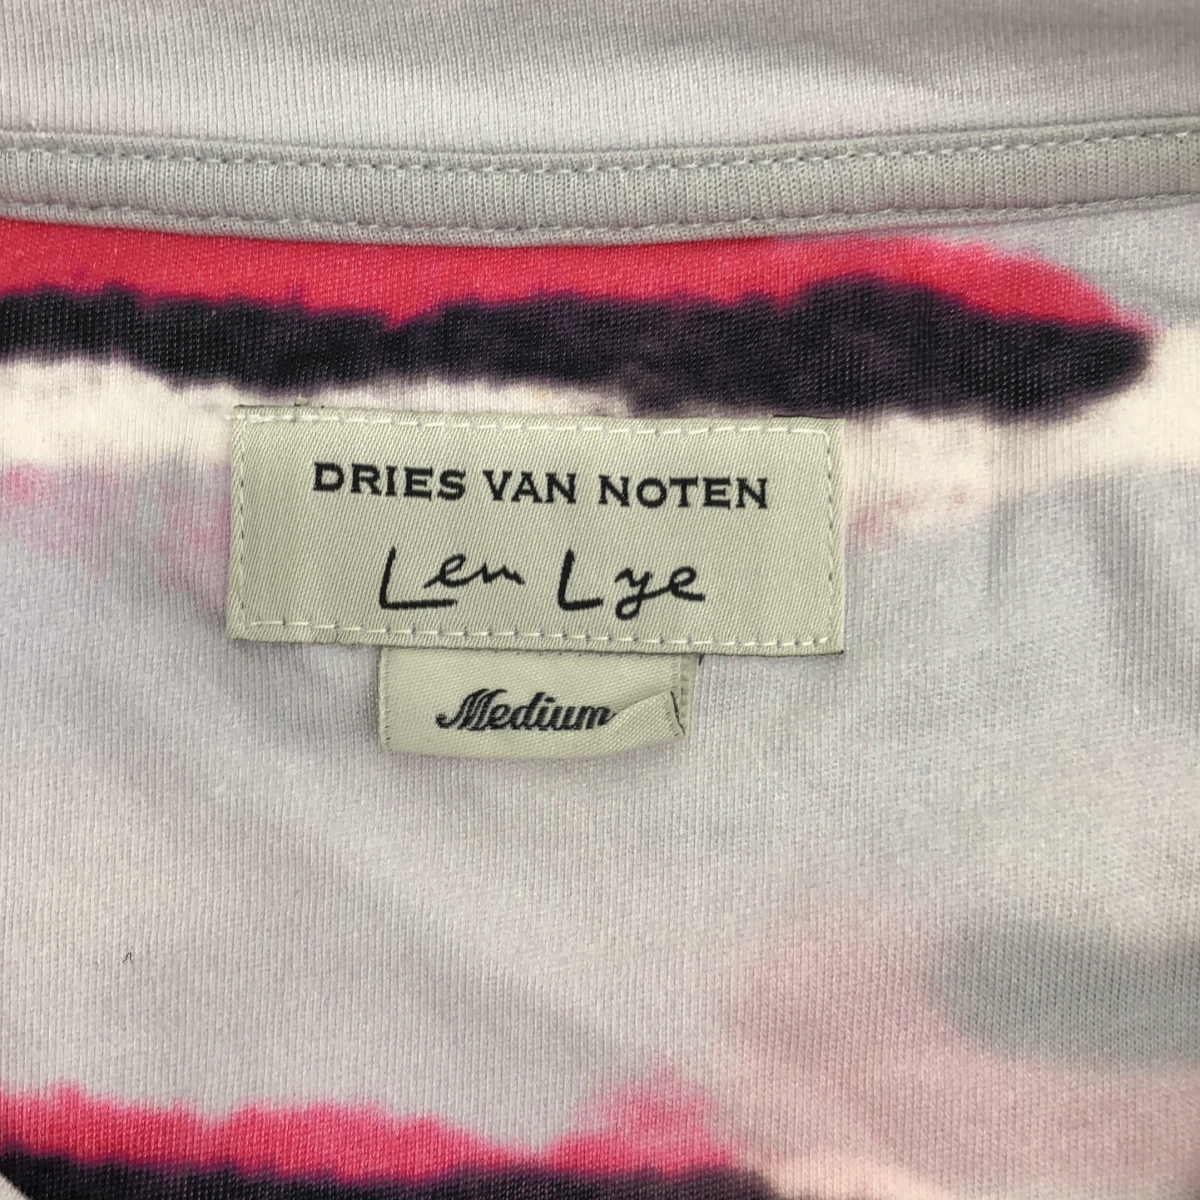 DRIES VAN NOTEN
Len Lye
Medium